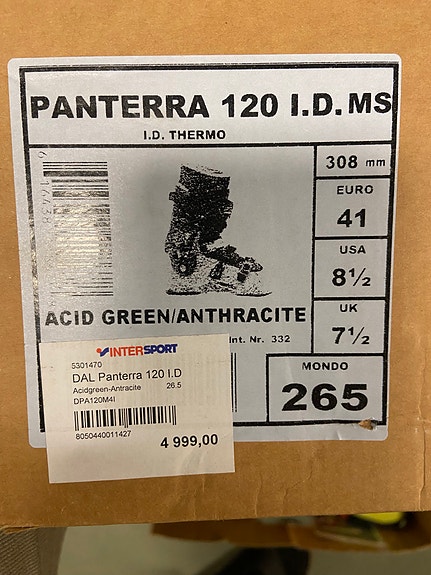 PANTERRA 120 I.D. MS
I.D. THERMO
308 mm
EURO
41
USA
8½
UK
7½
MONDO
265
ACID GREEN/ANTHRACITE
Int. Nr. 332
INTERSPORT
5301470
DAL Panterra 120 I.D
Acidgreen-Antracite 26.5
DPA120M4I
8050440011427
4 999,00